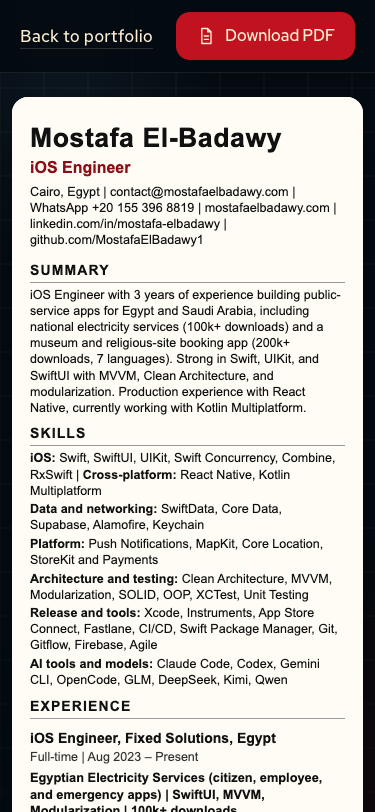 Back to portfolio
Download PDF
Mostafa El-Badawy
iOS Engineer
Cairo, Egypt | contact@mostafaelbadawy.com |
WhatsApp +20 155 396 8819 | mostafaelbadawy.com |
linkedin.com/in/mostafa-elbadawy |
github.com/MostafaElBadawy1
SUMMARY
iOS Engineer with 3 years of experience building public-
service apps for Egypt and Saudi Arabia, including
national electricity services (100k+ downloads) and a
museum and religious-site booking app (200k+
downloads, 7 languages). Strong in Swift, UIKit, and
SwiftUI with MVVM, Clean Architecture, and
modularization. Production experience with React
Native, currently working with Kotlin Multiplatform.
SKILLS
iOS: Swift, SwiftUI, UIKit, Swift Concurrency, Combine,
RxSwift | Cross-platform: React Native, Kotlin
Multiplatform
Data and networking: SwiftData, Core Data,
Supabase, Alamofire, Keychain
Platform: Push Notifications, MapKit, Core Location,
StoreKit and Payments
Architecture and testing: Clean Architecture, MVVM,
Modularization, SOLID, OOP, XCTest, Unit Testing
Release and tools: Xcode, Instruments, App Store
Connect, Fastlane, CI/CD, Swift Package Manager, Git,
Gitflow, Firebase, Agile
AI tools and models: Claude Code, Codex, Gemini
CLI, OpenCode, GLM, DeepSeek, Kimi, Qwen
EXPERIENCE
iOS Engineer, Fixed Solutions, Egypt
Full-time | Aug 2023 – Present
Egyptian Electricity Services (citizen, employee,
and emergency apps) | SwiftUI, MVVM,
Modularization | 100k+ downloads